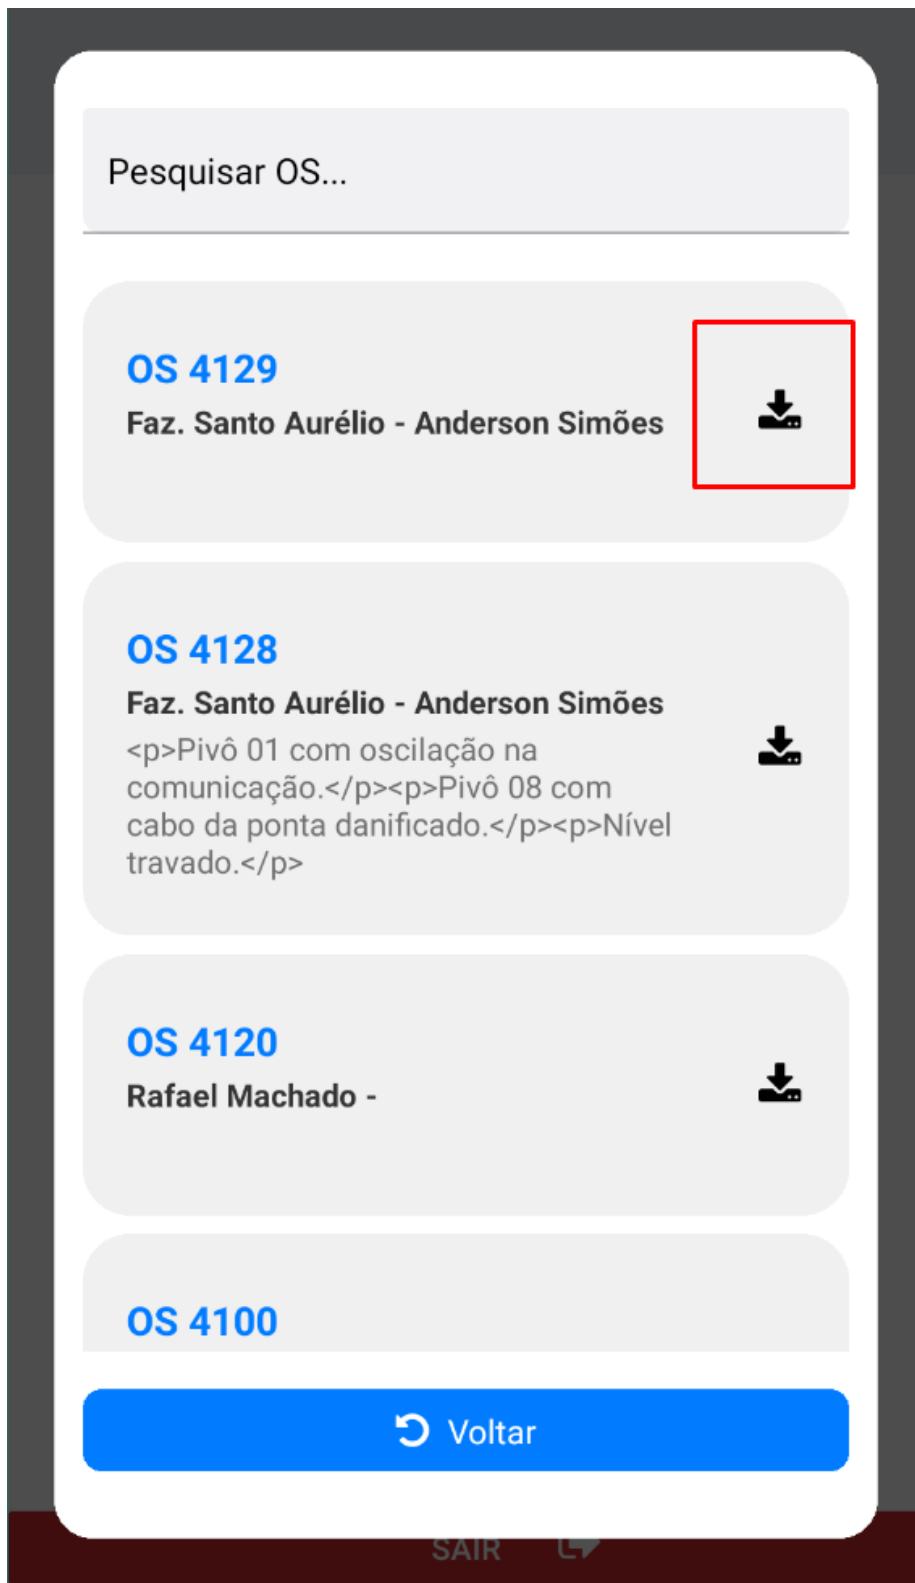 Pesquisar OS...
OS 4129
Faz. Santo Aurélio - Anderson Simões
OS 4128
Faz. Santo Aurélio - Anderson Simões
<p>Pivô 01 com oscilação na
comunicação.</p><p>Pivô 08 com
cabo da ponta danificado.</p><p>Nível
travado.</p>
OS 4120
Rafael Machado -
OS 4100
Voltar
SAIR